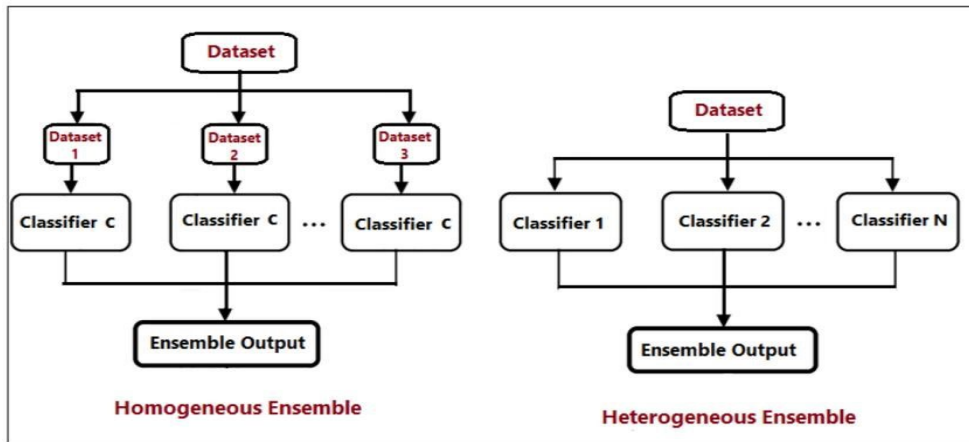 Dataset
Dataset
1
Dataset
2
Dataset
3
Classifier C
Classifier C
...
Classifier C
Ensemble Output
Homogeneous Ensemble
Dataset
Classifier 1
Classifier 2
...
Classifier N
Ensemble Output
Heterogeneous Ensemble